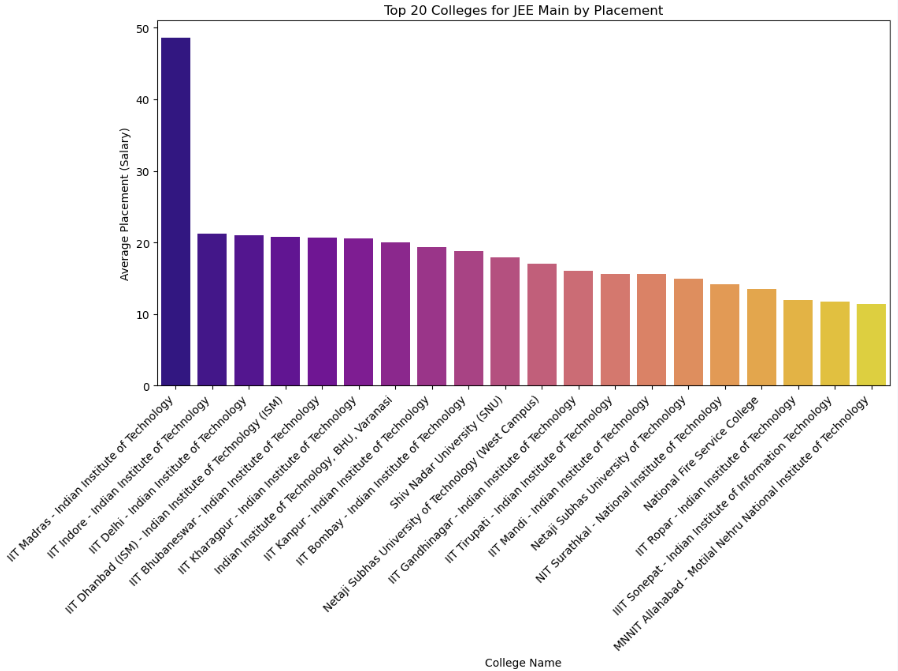 Top 20 Colleges for JEE Main by Placement
Average Placement (Salary)
50
40
30
20
10
0
IIT Madras - Indian Institute of Technology
IIT Indore - Indian Institute of Technology
IIT Delhi - Indian Institute of Technology
IIT Dhanbad (ISM) - Indian Institute of Technology (ISM)
IIT Bhubaneswar - Indian Institute of Technology
IIT Kharagpur - Indian Institute of Technology
Indian Institute of Technology, BHU, Varanasi
IIT Kanpur - Indian Institute of Technology
IIT Bombay - Indian Institute of Technology
Shiv Nadar University (SNU)
Netaji Subhas University of Technology (West Campus)
IIT Gandhinagar - Indian Institute of Technology
IIT Tirupati - Indian Institute of Technology
IIT Mandi - Indian Institute of Technology
Netaji Subhas University of Technology
NIT Surathkal - National Institute of Technology
National Fire Service College
IIT Ropar - Indian Institute of Technology
IIIT Sonepat - Indian Institute of Information Technology
MNNIT Allahabad - Motilal Nehru National Institute of Technology
College Name